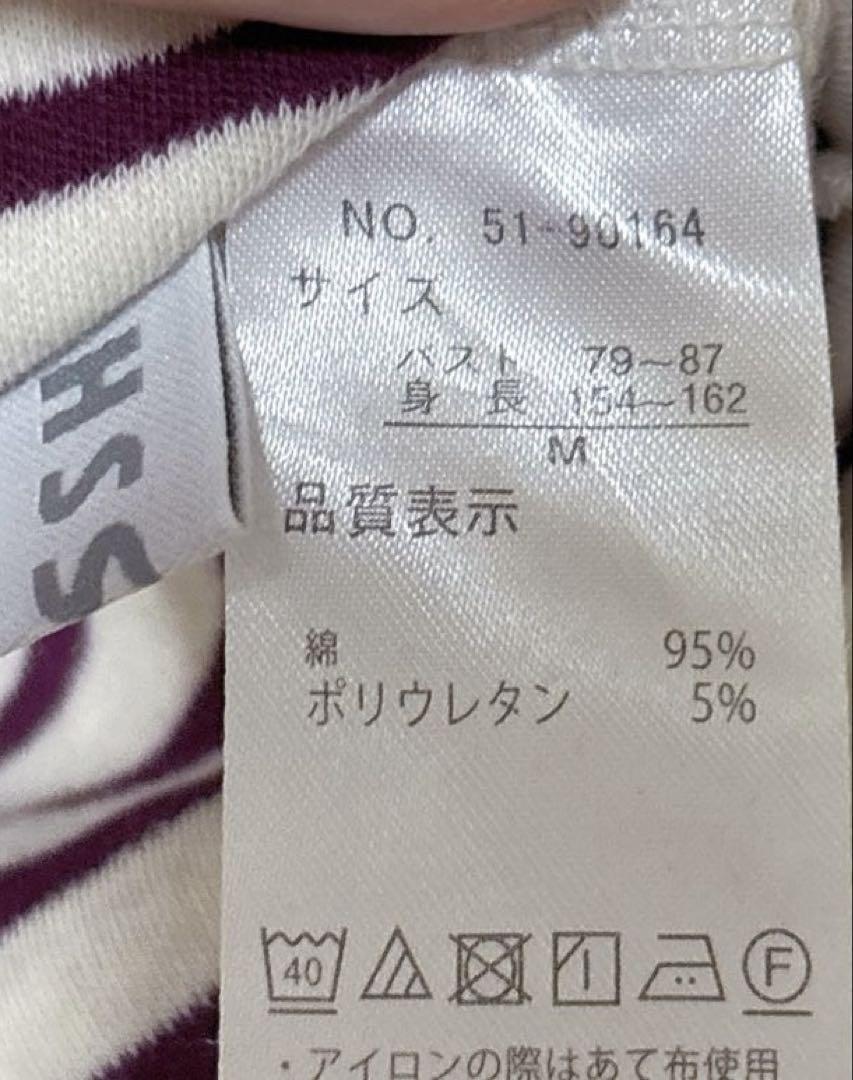 NO. 51-90164
サイズ
バスト 79～87
身 長 154～162
M
品質表示
綿 95%
ポリウレタン 5%
40
F
・アイロンの際はあて布使用
HSS